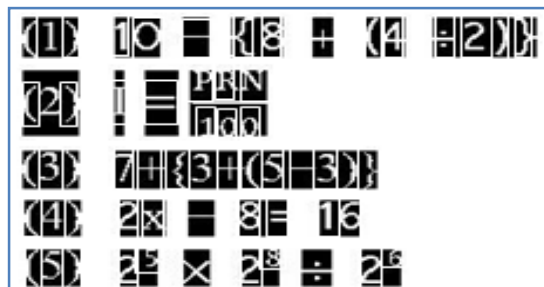 (1) 10 − {8 + (4 ÷ 2)}
(2) I = PRN/100
(3) 7+{3+(5−3)}
(4) 2x − 8 = 16
(5) 2⁵ × 2⁸ ÷ 2⁶